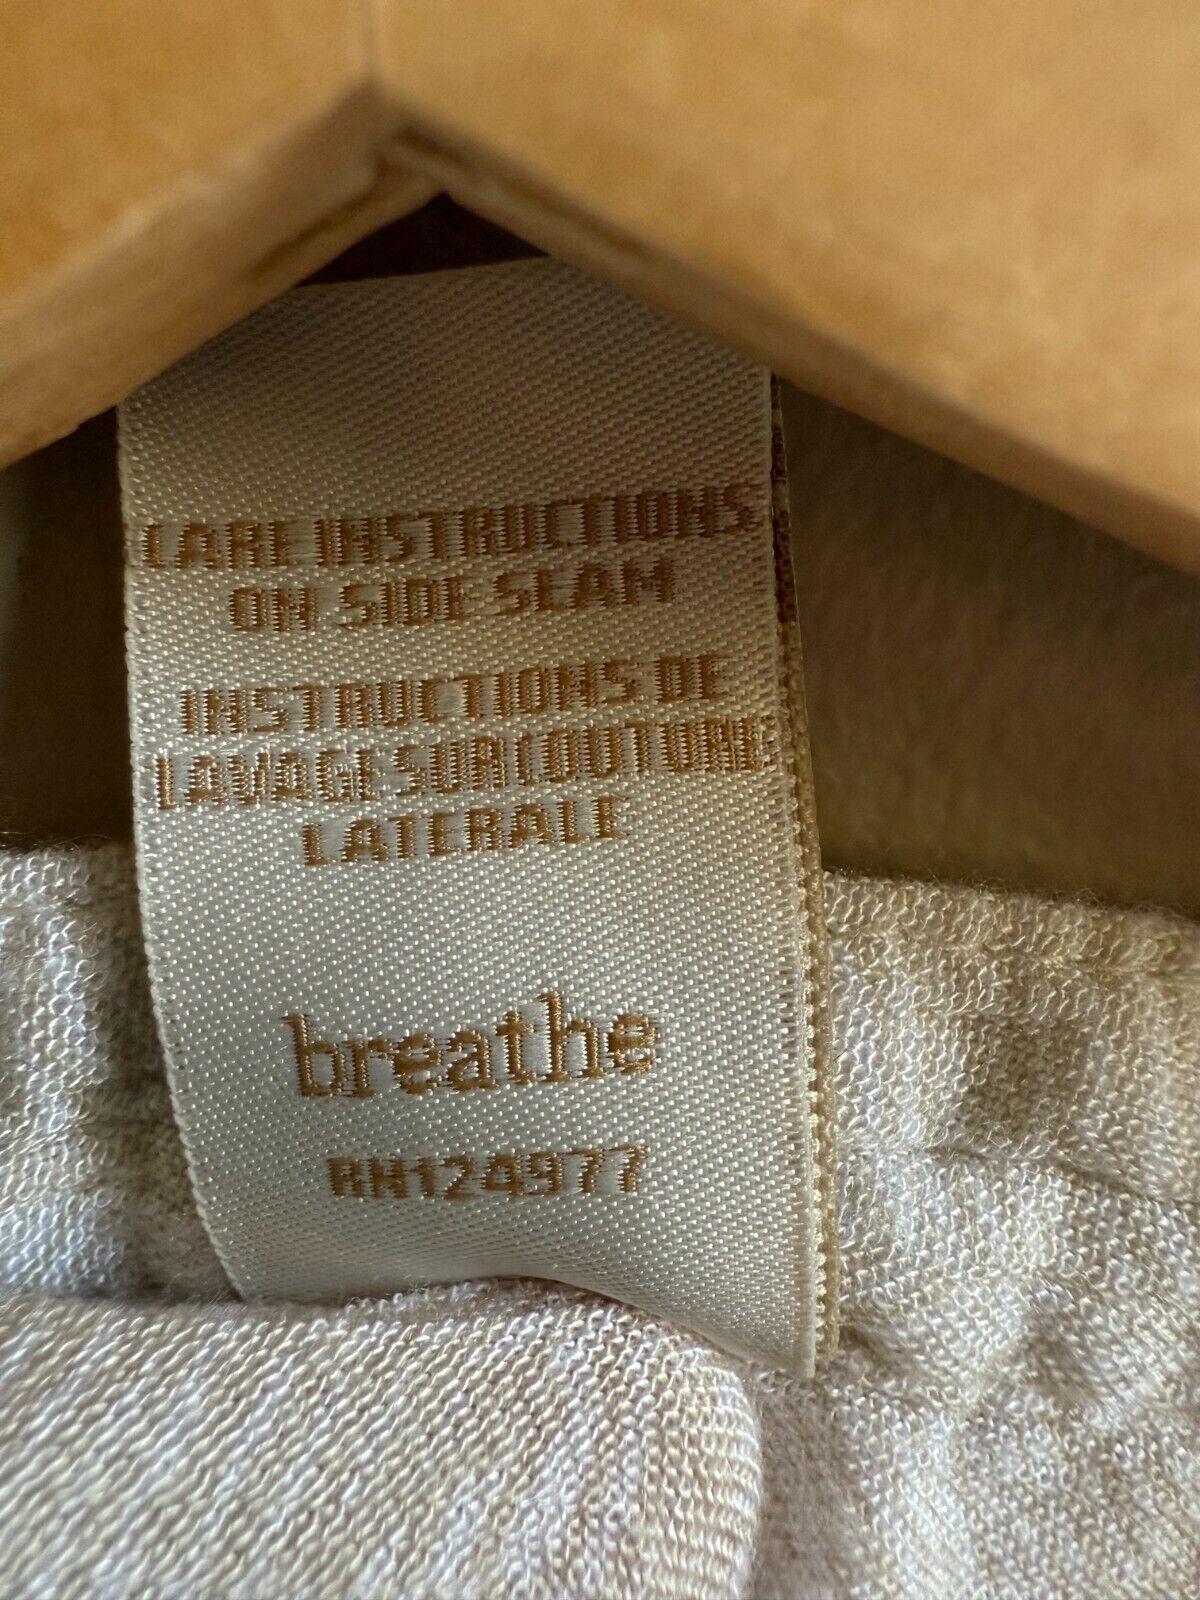 CARE INSTRUCTIONS
ON SIDE SEAM
INSTRUCTIONS DE
LAVAGE SUR COUTURE
LATERALE
breathe
RN124977